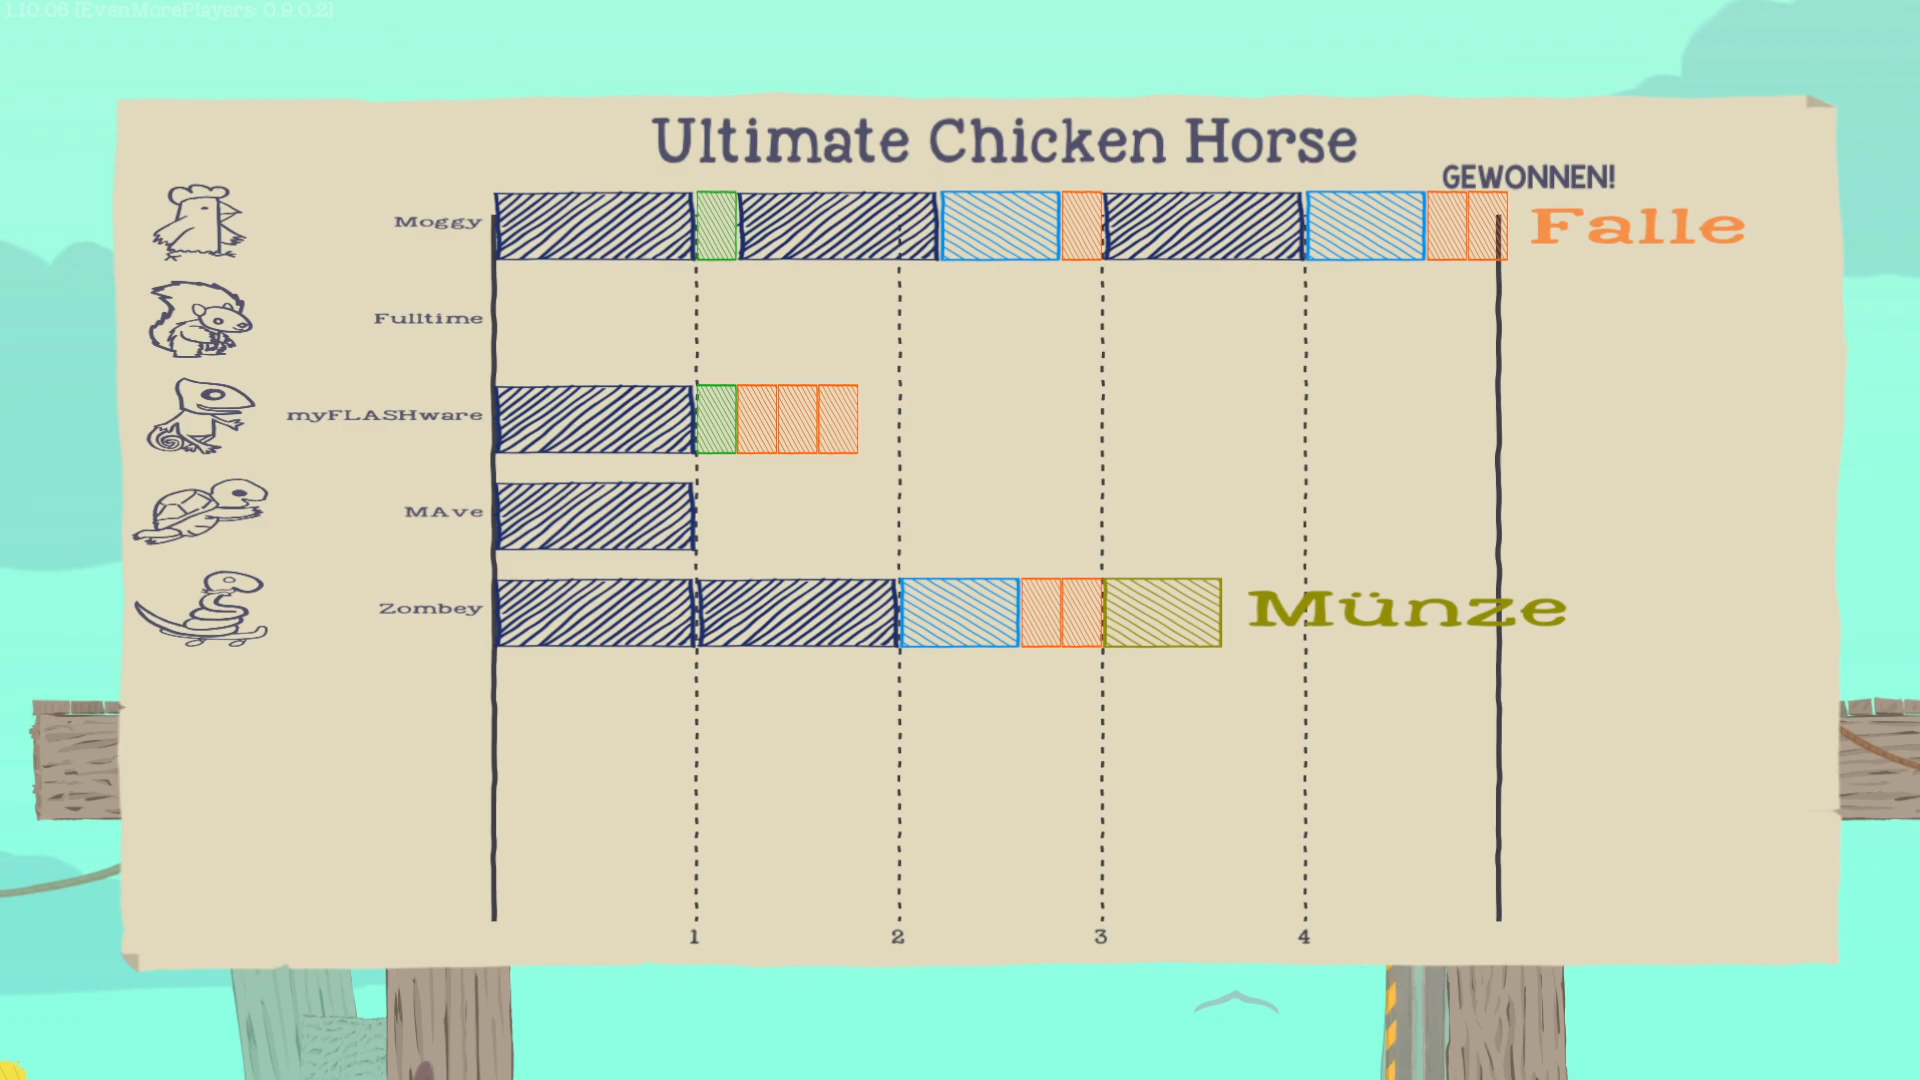 1.10.06 [EvenMorePlayers: 0.9.0.2]
Ultimate Chicken Horse
GEWONNEN!
Moggy
Falle
Fulltime
myFLASHware
MAve
Zombey
Münze
1 2 3 4